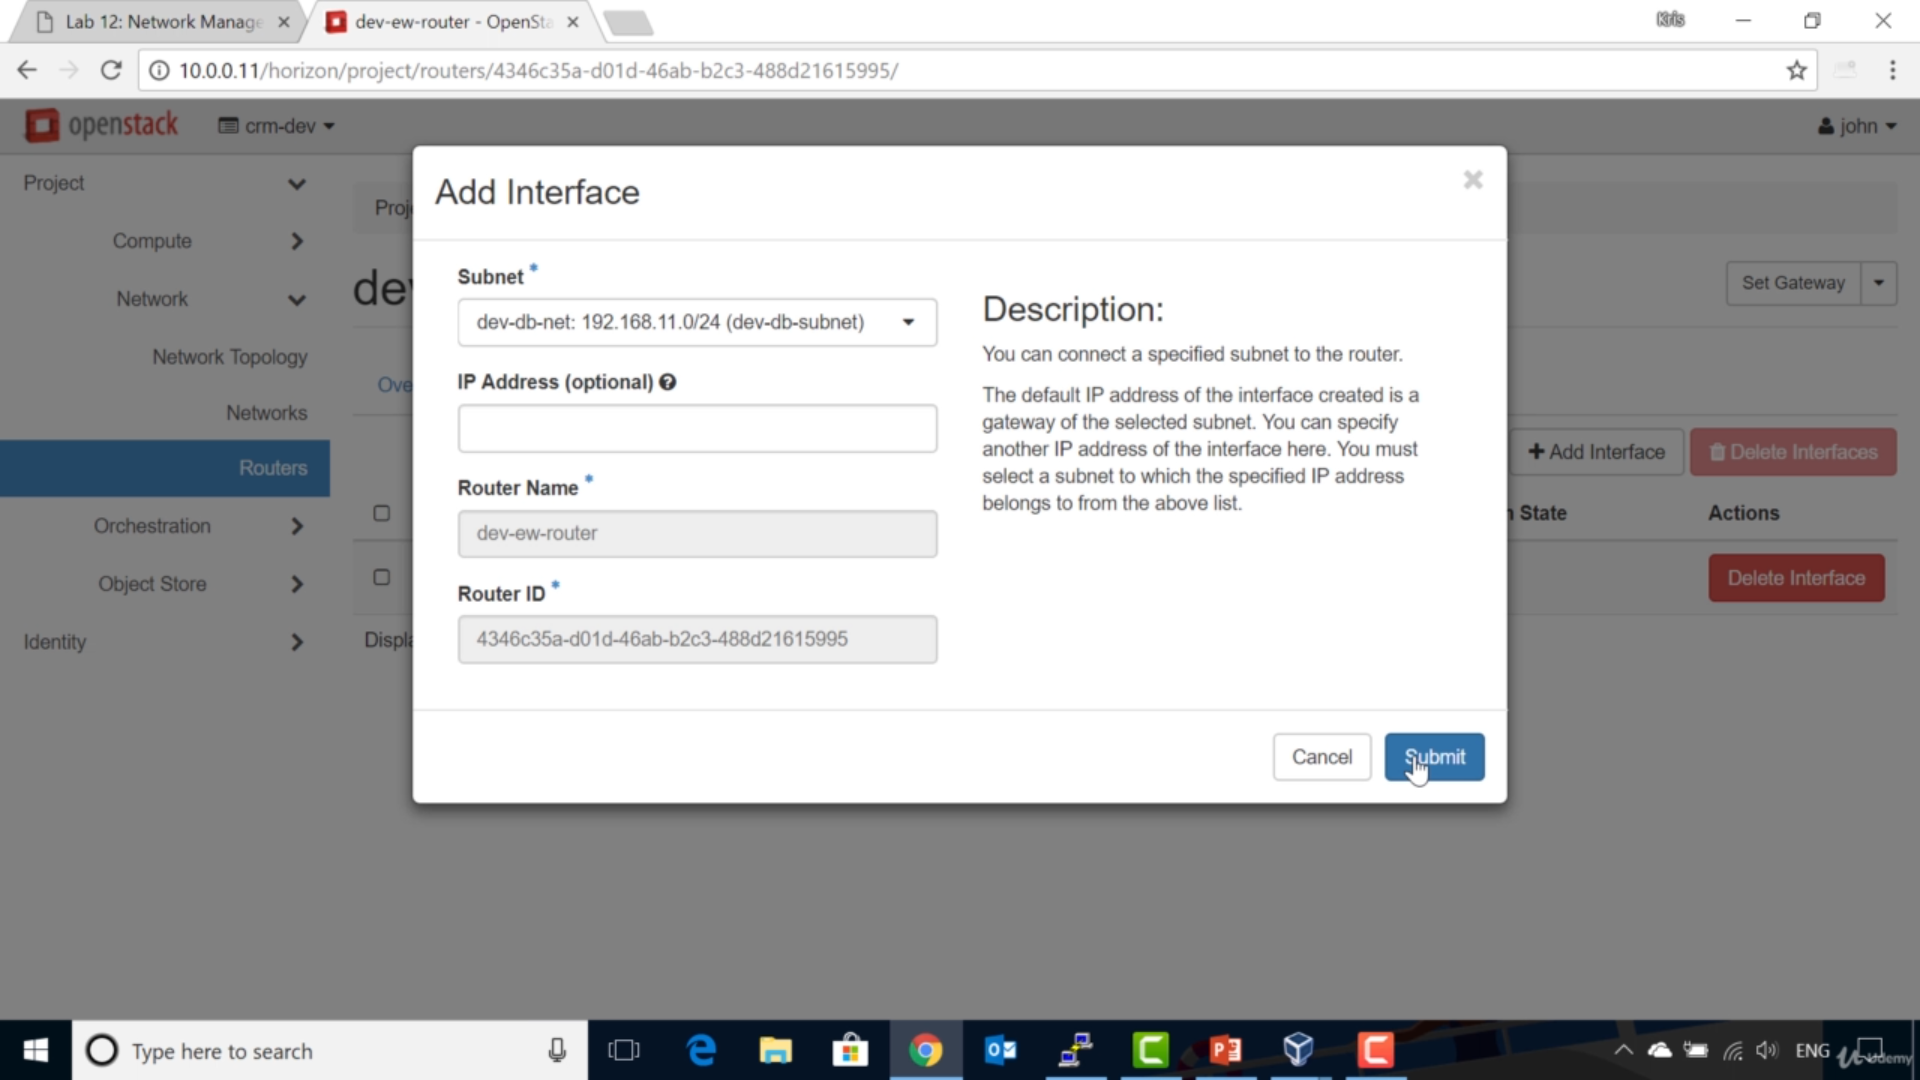 Lab 12: Network Manage
dev-ew-router - OpenSta
Kris
10.0.0.11/horizon/project/routers/4346c35a-d01d-46ab-b2c3-488d21615995/
openstack
crm-dev
john
Project
Compute
Network
Network Topology
Networks
Routers
Orchestration
Object Store
Identity
Proj
dev
Set Gateway
Ove
+ Add Interface
Delete Interfaces
n State
Actions
Delete Interface
Displa
Add Interface
Subnet *
dev-db-net: 192.168.11.0/24 (dev-db-subnet)
IP Address (optional)
Router Name *
dev-ew-router
Router ID *
4346c35a-d01d-46ab-b2c3-488d21615995
Description:
You can connect a specified subnet to the router.
The default IP address of the interface created is a
gateway of the selected subnet. You can specify
another IP address of the interface here. You must
select a subnet to which the specified IP address
belongs to from the above list.
Cancel
Submit
Type here to search
ENG
Udemy